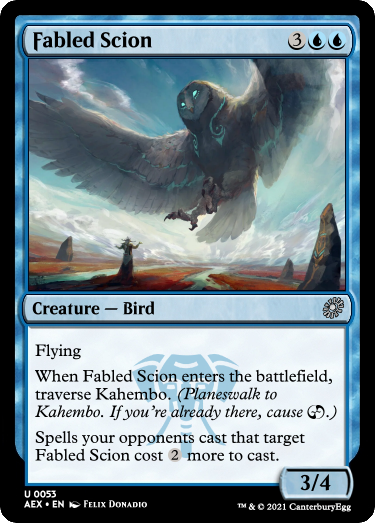 Fabled Scion 3
Creature — Bird
Flying
When Fabled Scion enters the battlefield,
traverse Kahembo. (Planeswalk to
Kahembo. If you're already there, cause .)
Spells your opponents cast that target
Fabled Scion cost 2 more to cast.
3/4
U 0053
AEX • EN Felix Donadio
™ & © 2021 CanterburyEgg